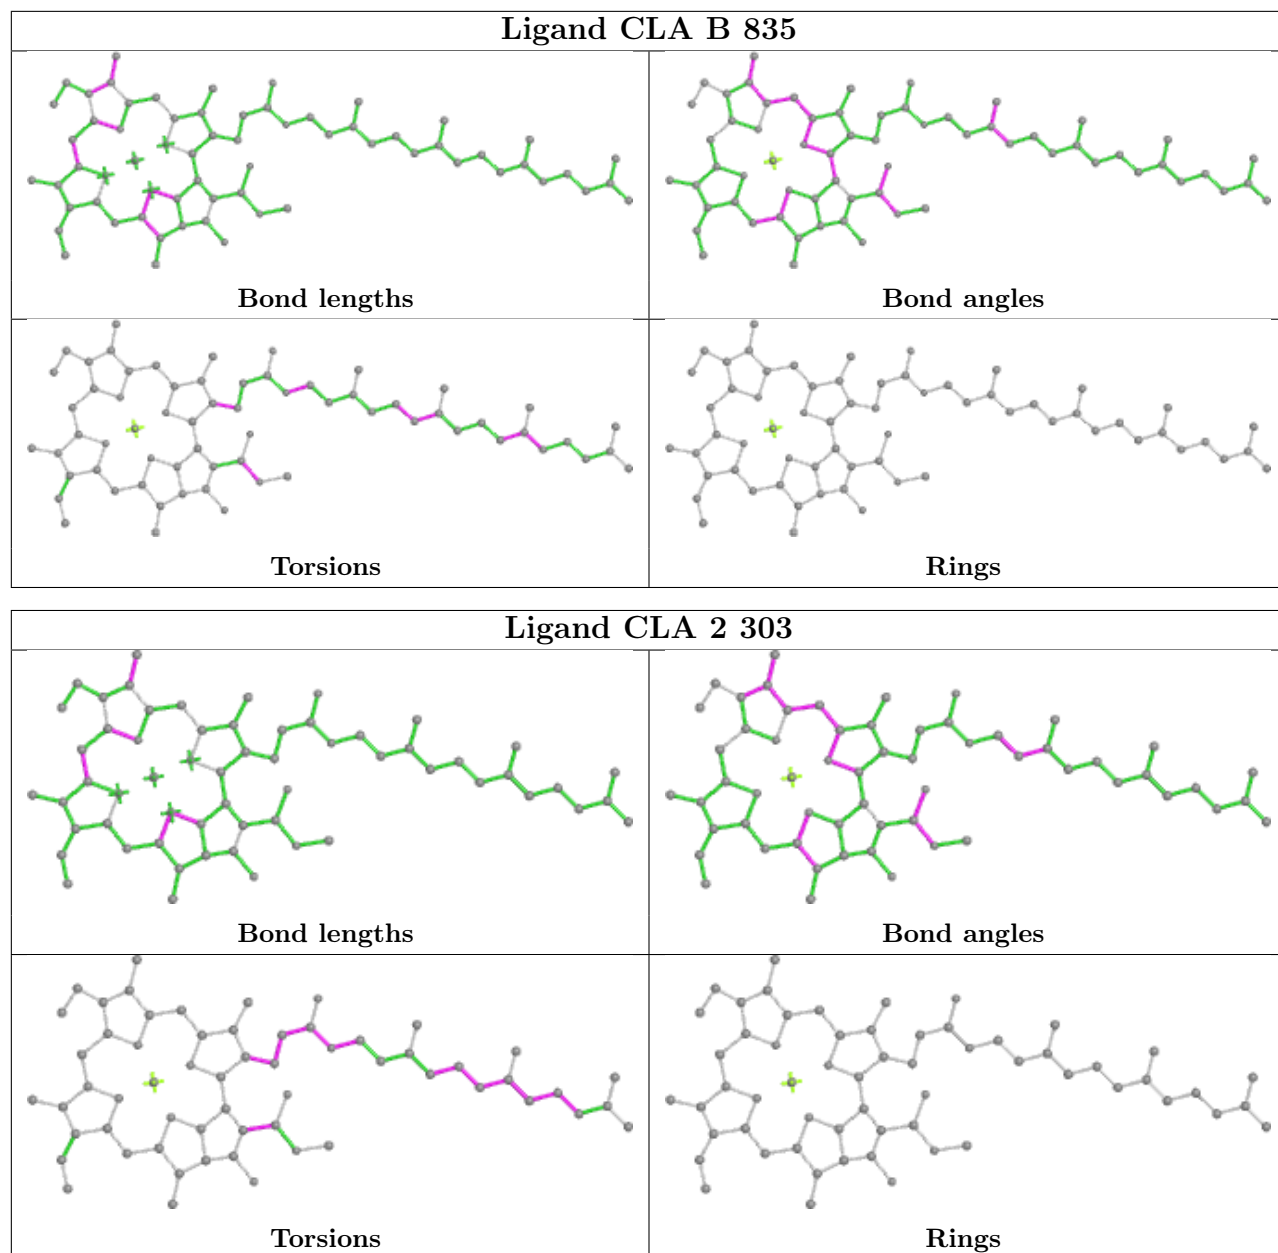 Ligand CLA B 835
Bond lengths
Bond angles
Torsions
Rings
Ligand CLA 2 303
Bond lengths
Bond angles
Torsions
Rings